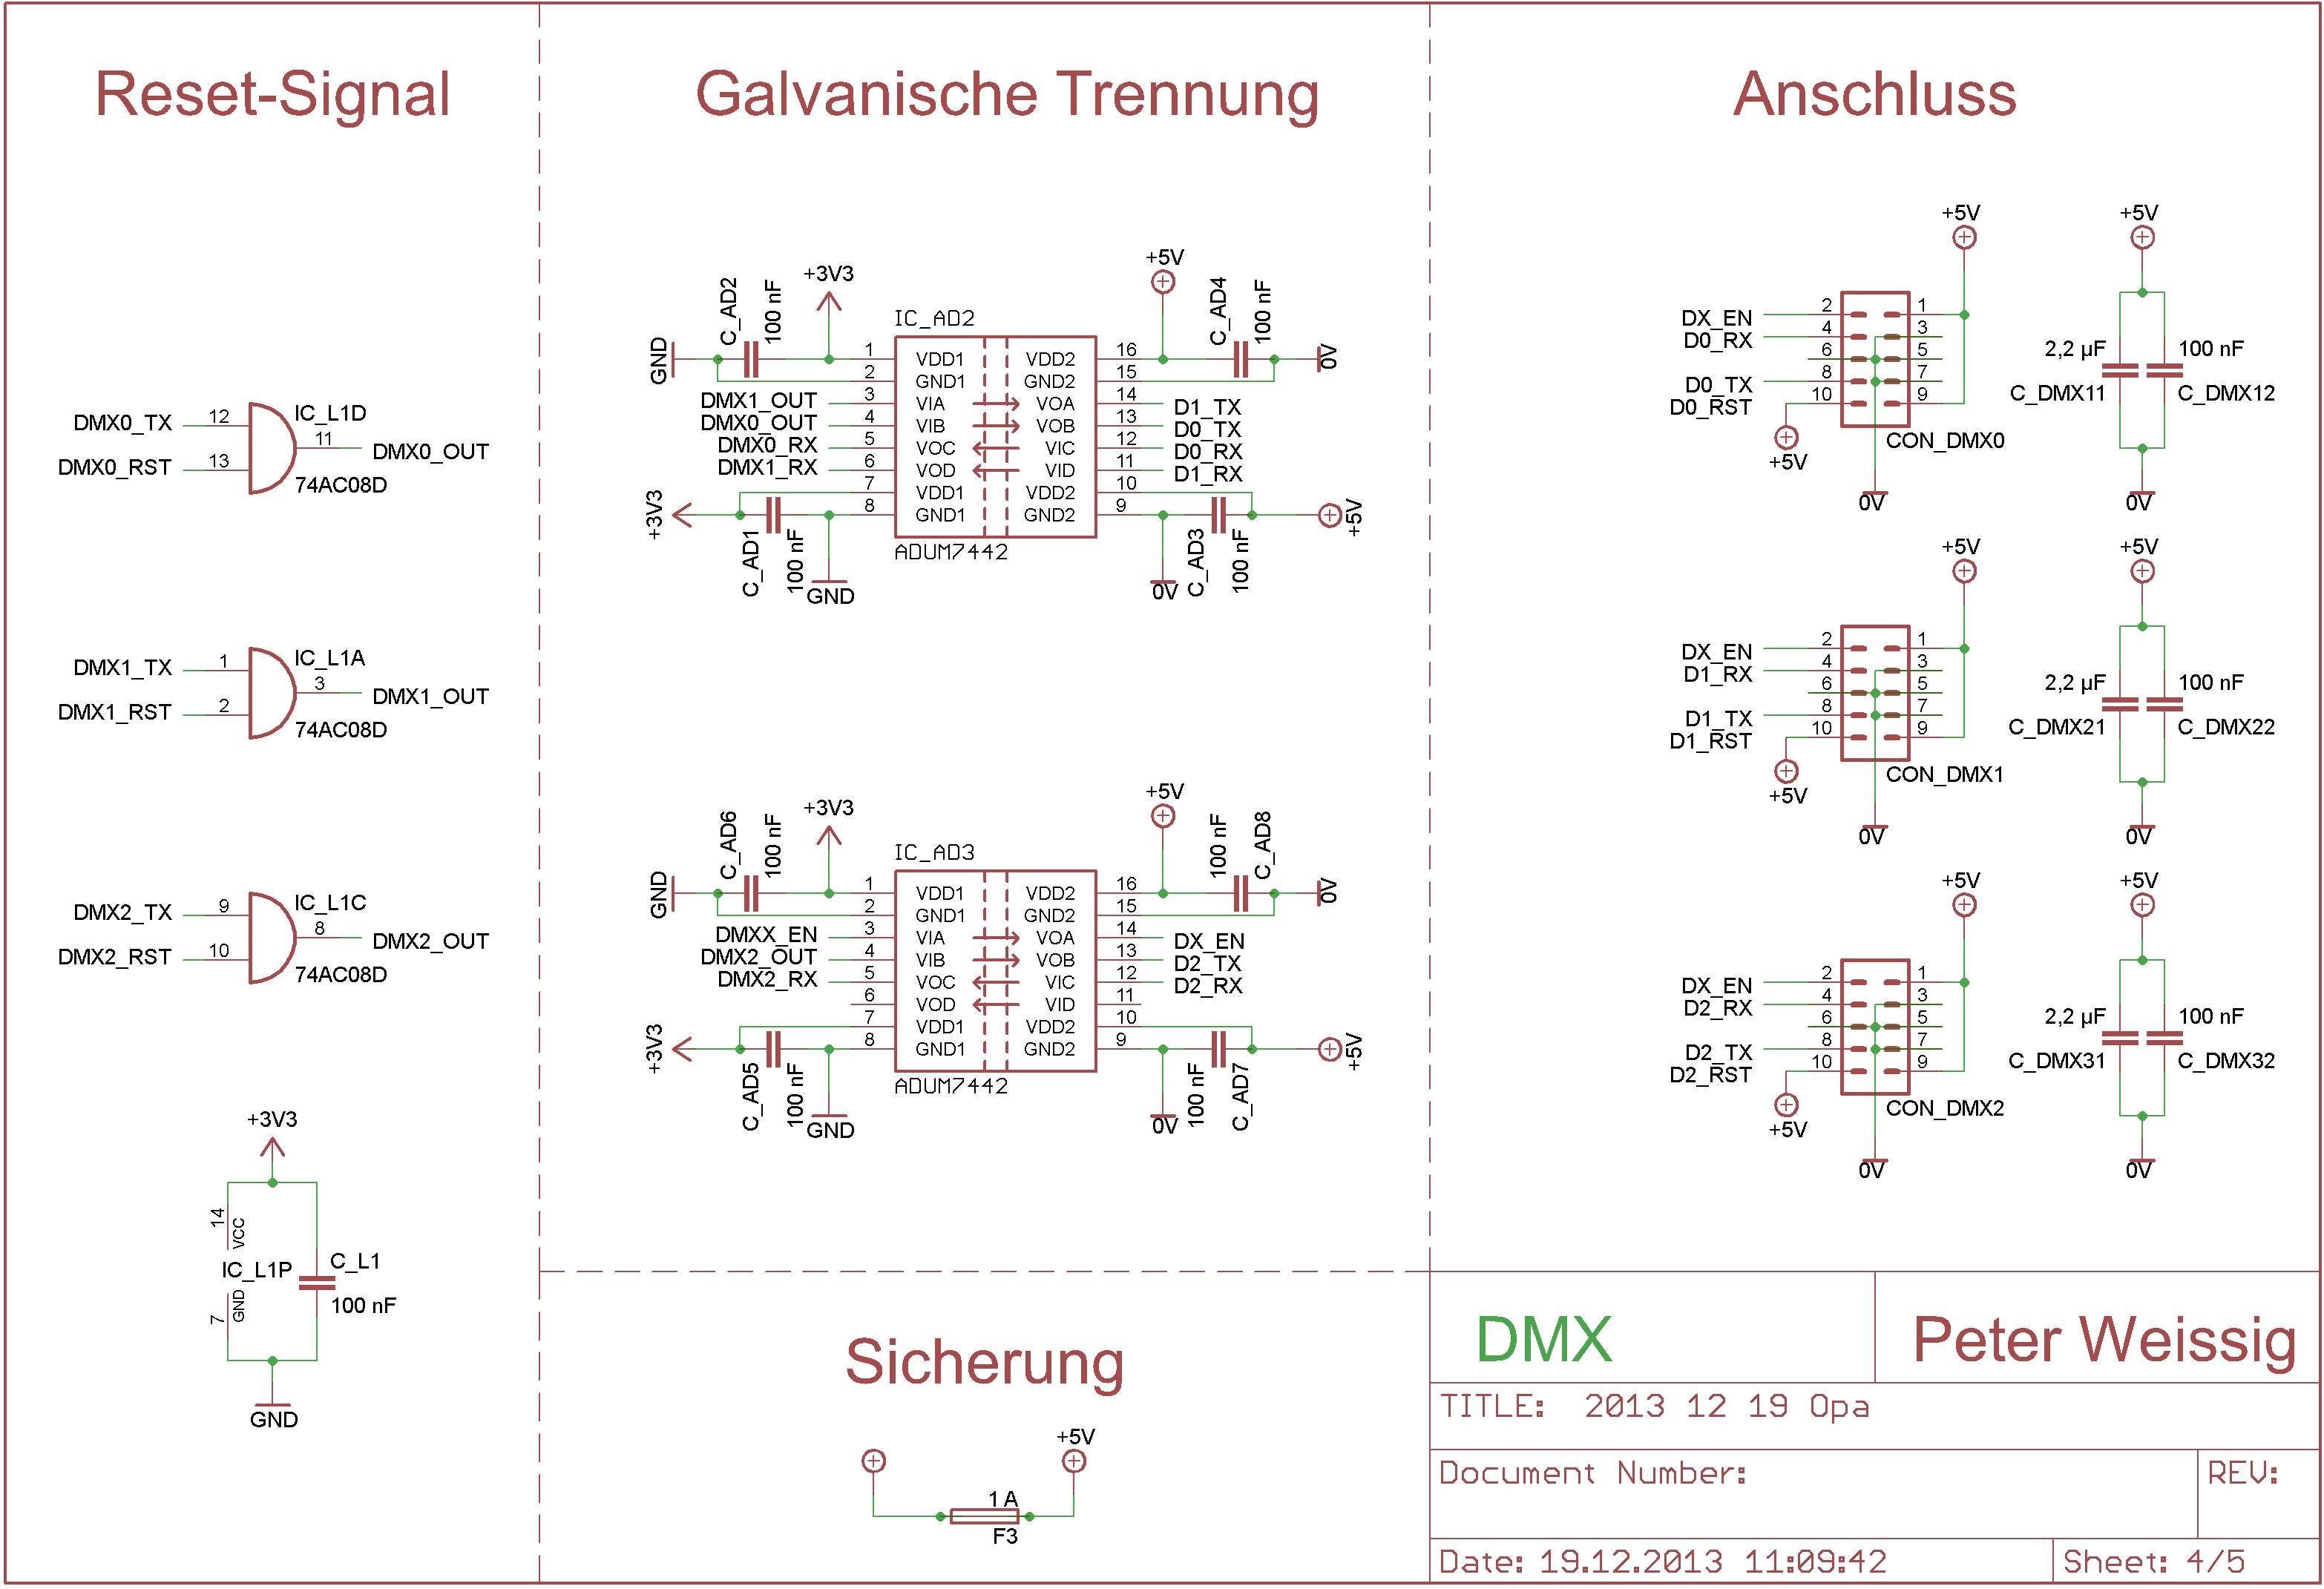 Reset-Signal
DMX0_TX 12
DMX0_RST 13
IC_L1D
11
DMX0_OUT
74AC08D
DMX1_TX 1
DMX1_RST 2
IC_L1A
3
DMX1_OUT
74AC08D
DMX2_TX 9
DMX2_RST 10
IC_L1C
8
DMX2_OUT
74AC08D
+3V3
14
VCC
IC_L1P
GND
7
C_L1
100 nF
GND
Galvanische Trennung
C_AD2
100 nF
+3V3
GND
IC_AD2
+5V
C_AD4
100 nF
0V
1 VDD1 VDD2 16
2 GND1 GND2 15
DMX1_OUT 3 VIA VOA 14 D1_TX
DMX0_OUT 4 VIB VOB 13 D0_TX
DMX0_RX 5 VOC VIC 12 D0_RX
DMX1_RX 6 VOD VID 11 D1_RX
7 VDD1 VDD2 10
8 GND1 GND2 9
+3V3
C_AD1
100 nF
GND
ADUM7442
0V
C_AD3
100 nF
+5V
C_AD6
100 nF
+3V3
GND
IC_AD3
+5V
100 nF
C_AD8
0V
1 VDD1 VDD2 16
2 GND1 GND2 15
DMXX_EN 3 VIA VOA 14 DX_EN
DMX2_OUT 4 VIB VOB 13 D2_TX
DMX2_RX 5 VOC VIC 12 D2_RX
6 VOD VID 11
7 VDD1 VDD2 10
8 GND1 GND2 9
+3V3
C_AD5
100 nF
GND
ADUM7442
0V
100 nF
C_AD7
+5V
Sicherung
+5V
1 A
F3
Anschluss
+5V
DX_EN 2 1
D0_RX 4 3
6 5
D0_TX 8 7
D0_RST 10 9
+5V
CON_DMX0
0V
+5V
2,2 µF
C_DMX11
100 nF
C_DMX12
0V
+5V
DX_EN 2 1
D1_RX 4 3
6 5
D1_TX 8 7
D1_RST 10 9
+5V
CON_DMX1
0V
+5V
2,2 µF
C_DMX21
100 nF
C_DMX22
0V
+5V
DX_EN 2 1
D2_RX 4 3
6 5
D2_TX 8 7
D2_RST 10 9
+5V
CON_DMX2
0V
+5V
2,2 µF
C_DMX31
100 nF
C_DMX32
0V
DMX
Peter Weissig
TITLE: 2013 12 19 Opa
Document Number:
REV:
Date: 19.12.2013 11:09:42
Sheet: 4/5